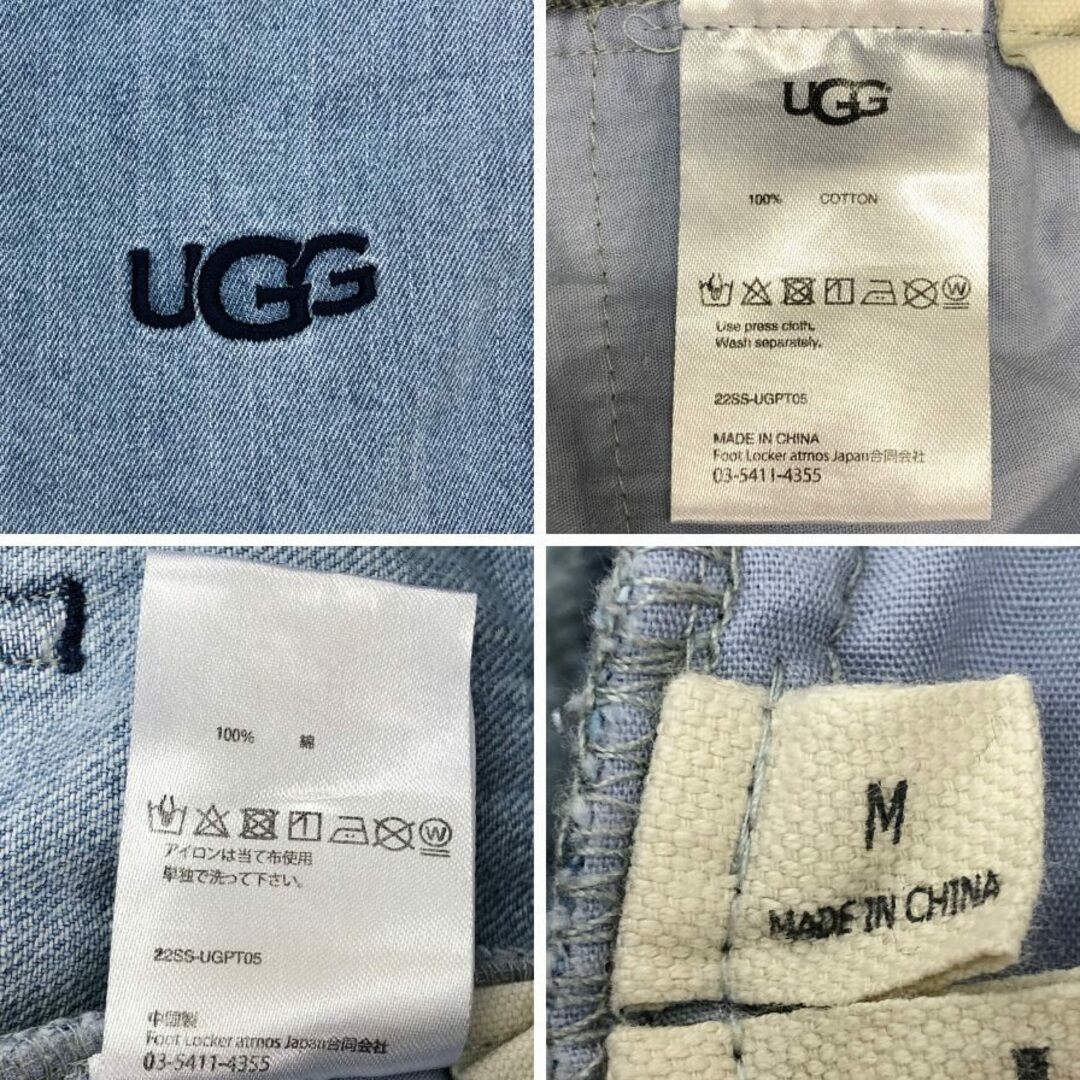 UGG
UGG
100% COTTON
Use press cloth.
Wash separately.
22SS-UGPT05
MADE IN CHINA
Foot Locker atmos Japan合同会社
03-5411-4355
100% 綿
アイロンは当て布使用
単独で洗って下さい。
22SS-UGPT05
中国製
Foot Locker atmos Japan合同会社
03-5411-4355
M
MADE IN CHINA